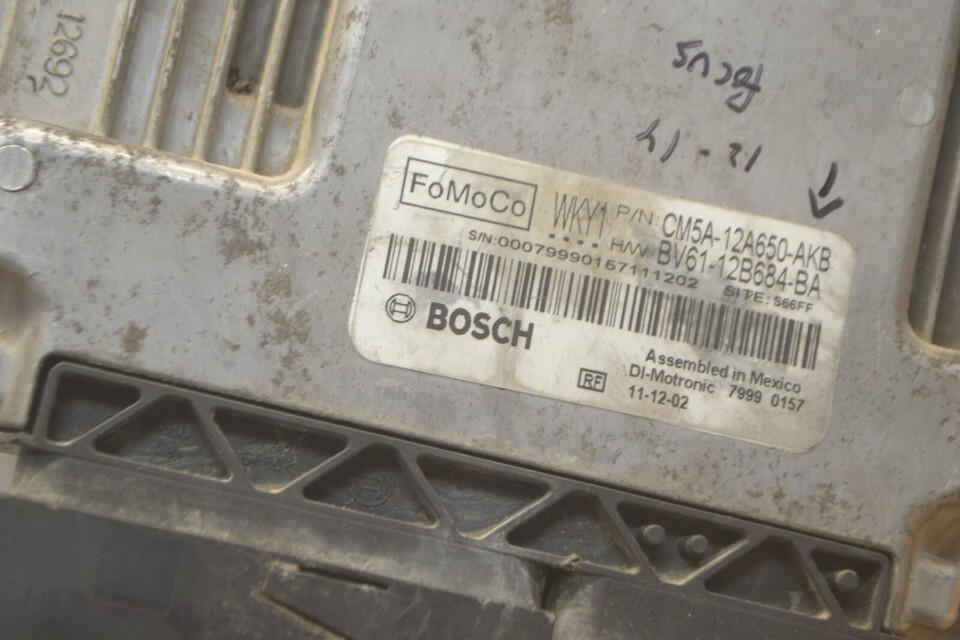 12692
Focus
12-14
FoMoCo
WKY1 P/N: CM5A-12A650-AKB
H/W BV61-12B684-BA
S/N:00079990157111202 SITE: S66FF
BOSCH
Assembled in Mexico
RF DI-Motronic 7999 0157
11-12-02